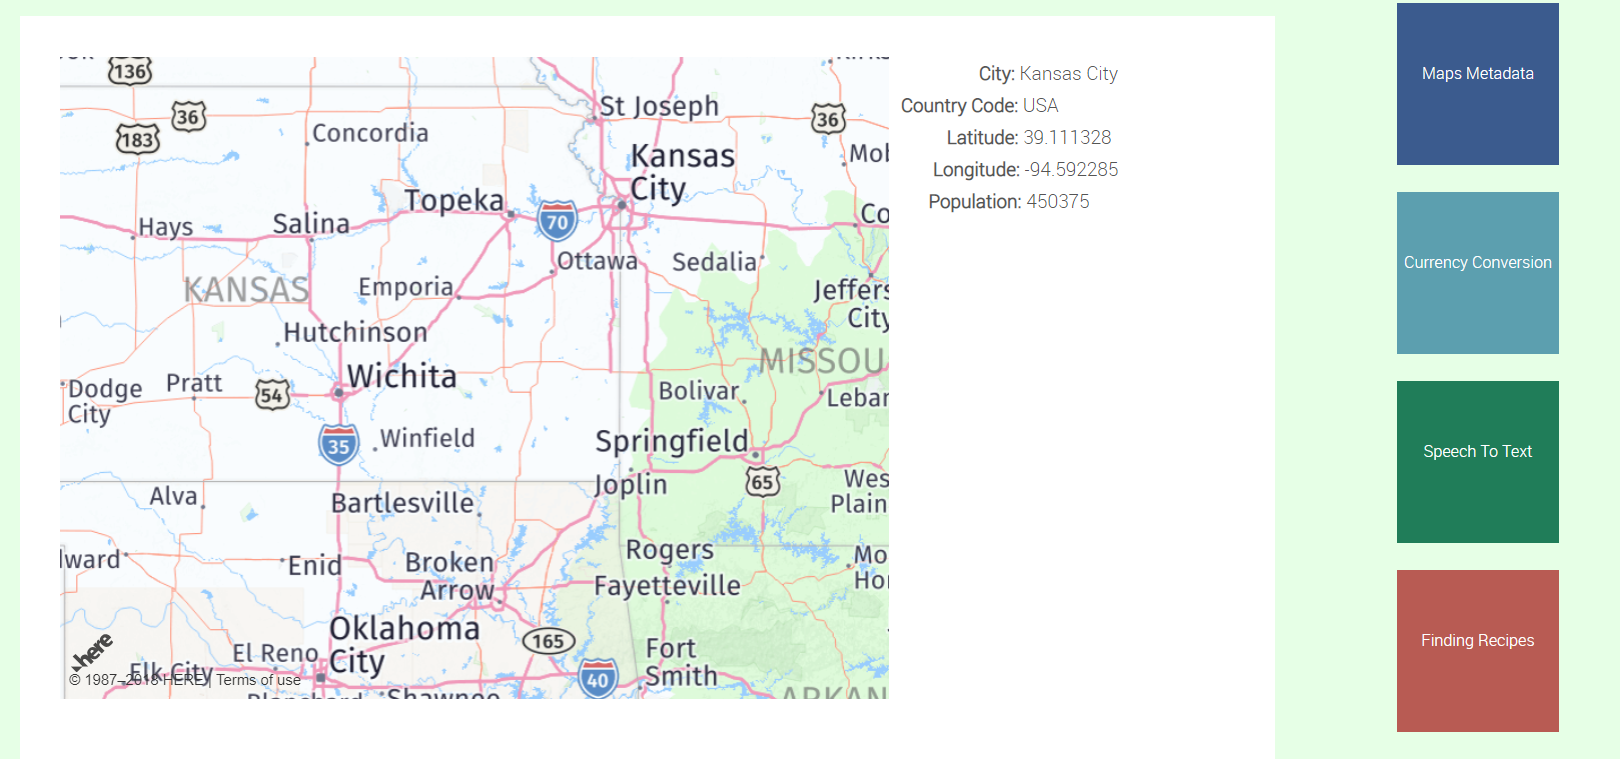 136
36
183
Concordia
St Joseph
36
Kansas
City
Topeka
70
Hays
Salina
Ottawa
Sedalia
KANSAS
Emporia
Jeffers
City
Hutchinson
MISSOU
Wichita
Dodge
City
Pratt
54
Bolivar
Lebar
35
Winfield
Springfield
65
Joplin
Alva
Bartlesville
Wes
Plain
lward
Enid
Broken
Arrow
Rogers
Fayetteville
Mo
Hor
Oklahoma
City
165
El Reno
Elk City
Fort
Smith
40
Blanchard
Shawnee
ARKAN
here
© 1987–2018 HERE | Terms of use
City: Kansas City
Country Code: USA
Latitude: 39.111328
Longitude: -94.592285
Population: 450375
Maps Metadata
Currency Conversion
Speech To Text
Finding Recipes